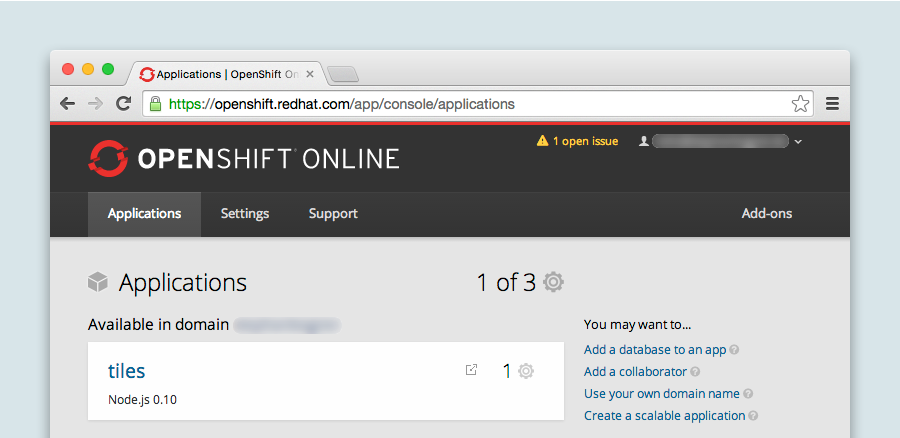 Applications | OpenShift On
https://openshift.redhat.com/app/console/applications
OPENSHIFT ONLINE
1 open issue
Applications Settings Support Add-ons
Applications 1 of 3
Available in domain
tiles 1
Node.js 0.10
You may want to...
Add a database to an app ?
Add a collaborator ?
Use your own domain name ?
Create a scalable application ?